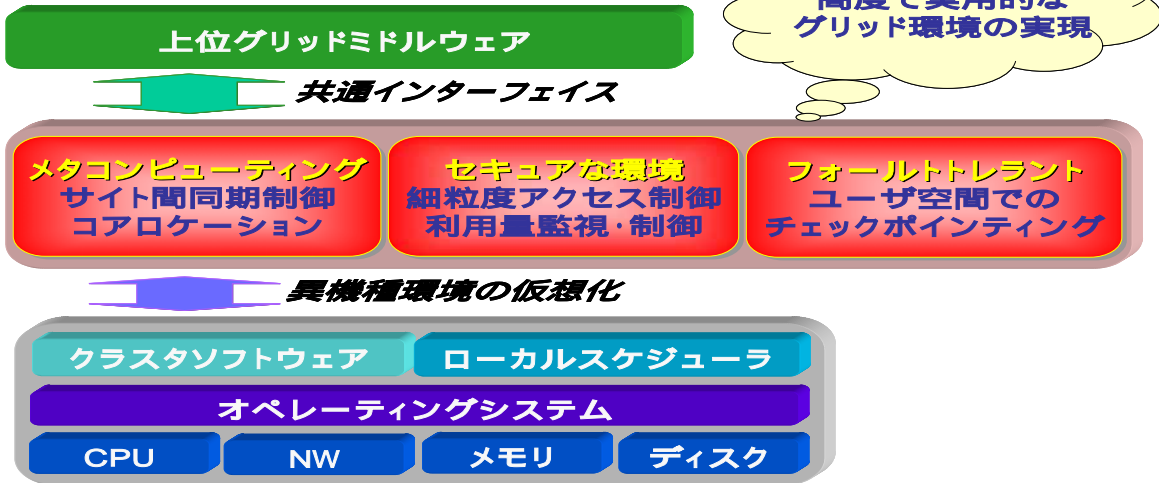 高度で実用的な
グリッド環境の実現
上位グリッドミドルウェア
共通インターフェイス
メタコンピューティング
サイト間同期制御
コアロケーション
セキュアな環境
細粒度アクセス制御
利用量監視・制御
フォールトトレラント
ユーザ空間での
チェックポインティング
異機種環境の仮想化
クラスタソフトウェア
ローカルスケジューラ
オペレーティングシステム
CPU
NW
メモリ
ディスク